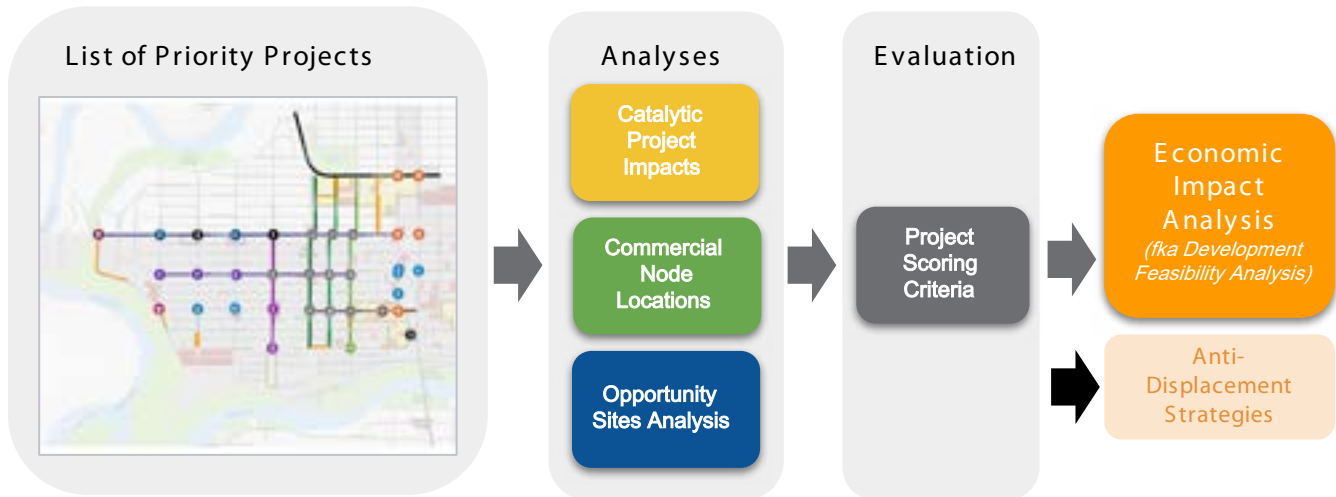 List of Priority Projects
Analyses
Catalytic
Project
Impacts
Commercial
Node
Locations
Opportunity
Sites Analysis
Evaluation
Project
Scoring
Criteria
Economic
Impact
Analysis
(fka Development
Feasibility Analysis)
Anti-
Displacement
Strategies